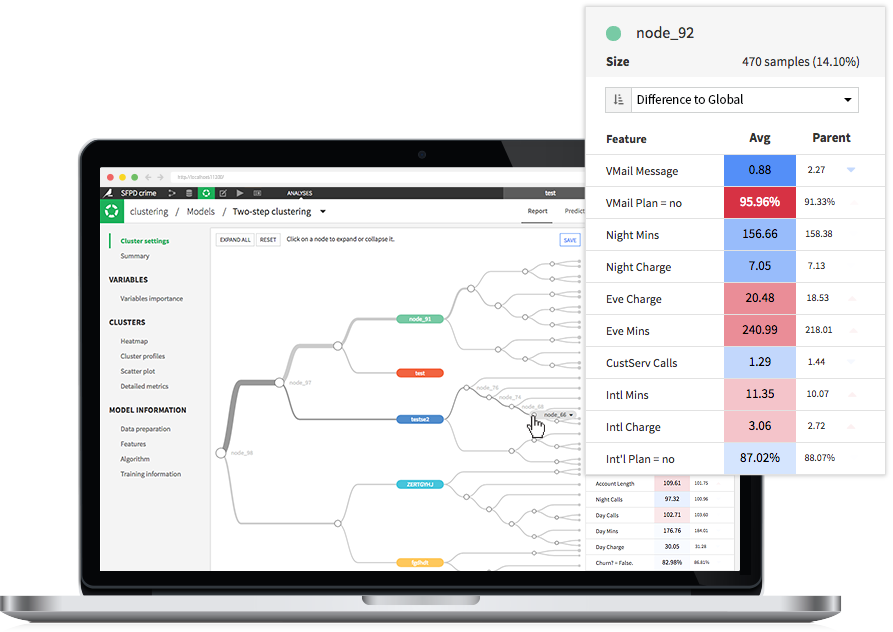 node_92
Size 470 samples (14.10%)
Difference to Global
Feature Avg Parent
VMail Message 0.88 2.27
VMail Plan = no 95.96% 91.33%
Night Mins 156.66 158.38
Night Charge 7.05 7.13
Eve Charge 20.48 18.53
Eve Mins 240.99 218.01
CustServ Calls 1.29 1.44
Intl Mins 11.35 10.07
Intl Charge 3.06 2.72
Int'l Plan = no 87.02% 88.07%
Account Length 109.61 101.75
Night Calls 97.32 100.96
Day Calls 102.71 103.60
Day Mins 176.76 184.01
Day Charge 30.05 31.28
Churn? = False. 82.98% 86.81%
SFPD crime
ANALYSES
test
clustering / Models / Two-step clustering
Report
Predict
Cluster settings
Summary
VARIABLES
Variables importance
CLUSTERS
Heatmap
Cluster profiles
Scatter plot
Detailed metrics
MODEL INFORMATION
Data preparation
Features
Algorithm
Training information
EXPAND ALL
RESET
Click on a node to expand or collapse it.
SAVE
node_91
test
node_97
node_76
node_74
node_68
node_66
testse2
node_98